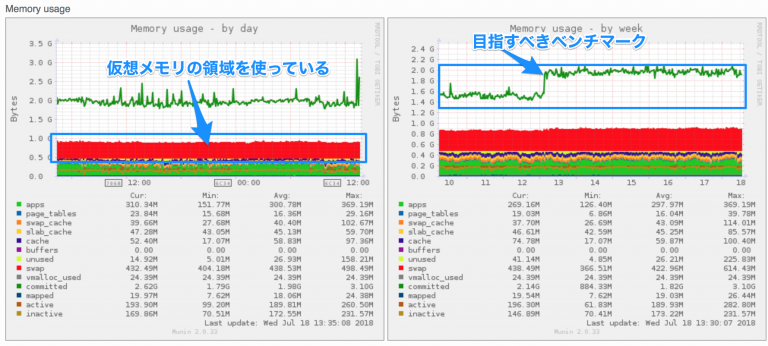 Memory usage
Memory usage - by day
3.5 G
3.0 G
2.5 G
2.0 G
1.5 G
1.0 G
0.5 G
0.0
Bytes
仮想メモリの領域を使っている
12:00
00:00
12:00
Cur: Min: Avg: Max:
apps 310.34M 151.77M 300.78M 369.19M
page_tables 23.84M 15.68M 16.36M 29.16M
swap_cache 39.66M 27.68M 40.40M 102.67M
slab_cache 47.28M 43.05M 45.13M 59.70M
cache 52.40M 17.07M 58.83M 97.36M
buffers 0.00 0.00 0.00 0.00
unused 14.92M 5.01M 26.93M 158.21M
swap 432.49M 404.18M 438.53M 498.49M
vmalloc_used 24.39M 24.39M 24.39M 24.39M
committed 2.62G 1.79G 1.98G 3.10G
mapped 19.97M 7.62M 18.06M 24.38M
active 193.90M 99.20M 189.81M 260.50M
inactive 169.86M 70.51M 172.55M 231.57M
Last update: Wed Jul 18 13:35:08 2018
Munin 2.0.33
RRDTOOL / TOBI OETIKER
Memory usage - by week
2.6 G
2.4 G
2.2 G
2.0 G
1.8 G
1.6 G
1.4 G
1.2 G
1.0 G
0.8 G
0.6 G
0.4 G
0.2 G
0.0
Bytes
目指すべきベンチマーク
10 11 12 13 14 15 16 17 18
Cur: Min: Avg: Max:
apps 269.16M 126.40M 297.97M 369.19M
page_tables 19.03M 6.86M 16.04M 39.78M
swap_cache 37.70M 26.69M 43.09M 114.01M
slab_cache 46.61M 42.59M 45.25M 85.57M
cache 74.78M 17.07M 59.87M 100.40M
buffers 0.00 0.00 0.00 0.00
unused 41.14M 4.85M 26.21M 225.83M
swap 438.49M 366.51M 422.96M 614.43M
vmalloc_used 24.39M 24.39M 24.39M 24.39M
committed 2.14G 884.33M 1.82G 3.10G
mapped 19.54M 7.62M 19.03M 26.44M
active 196.30M 61.83M 189.93M 282.80M
inactive 146.89M 70.41M 173.22M 231.57M
Last update: Wed Jul 18 13:30:07 2018
Munin 2.0.33
RRDTOOL / TOBI OETIKER